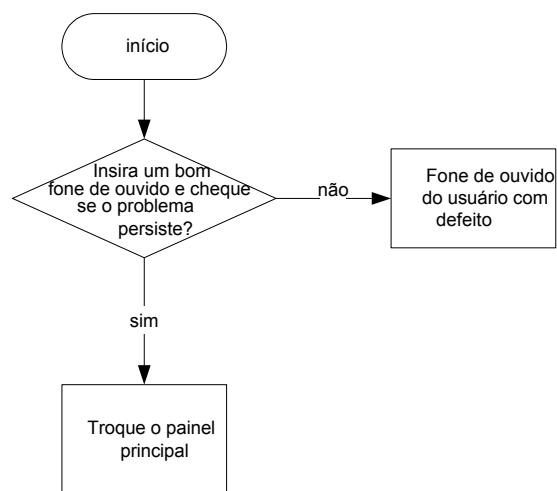 início
Insira um bom
fone de ouvido e cheque
se o problema
persiste?
não
Fone de ouvido
do usuário com
defeito
sim
Troque o painel
principal